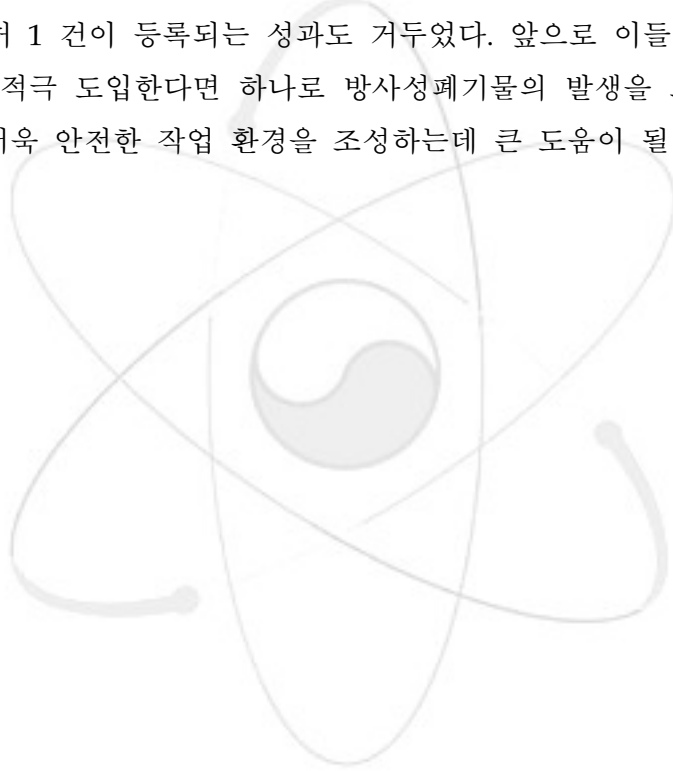 1 건이 등록되는 성과도 거두었다. 앞으로 이들
적극 도입한다면 하나로 방사성폐기물의 발생을
안전한 작업 환경을 조성하는데 큰 도움이 될